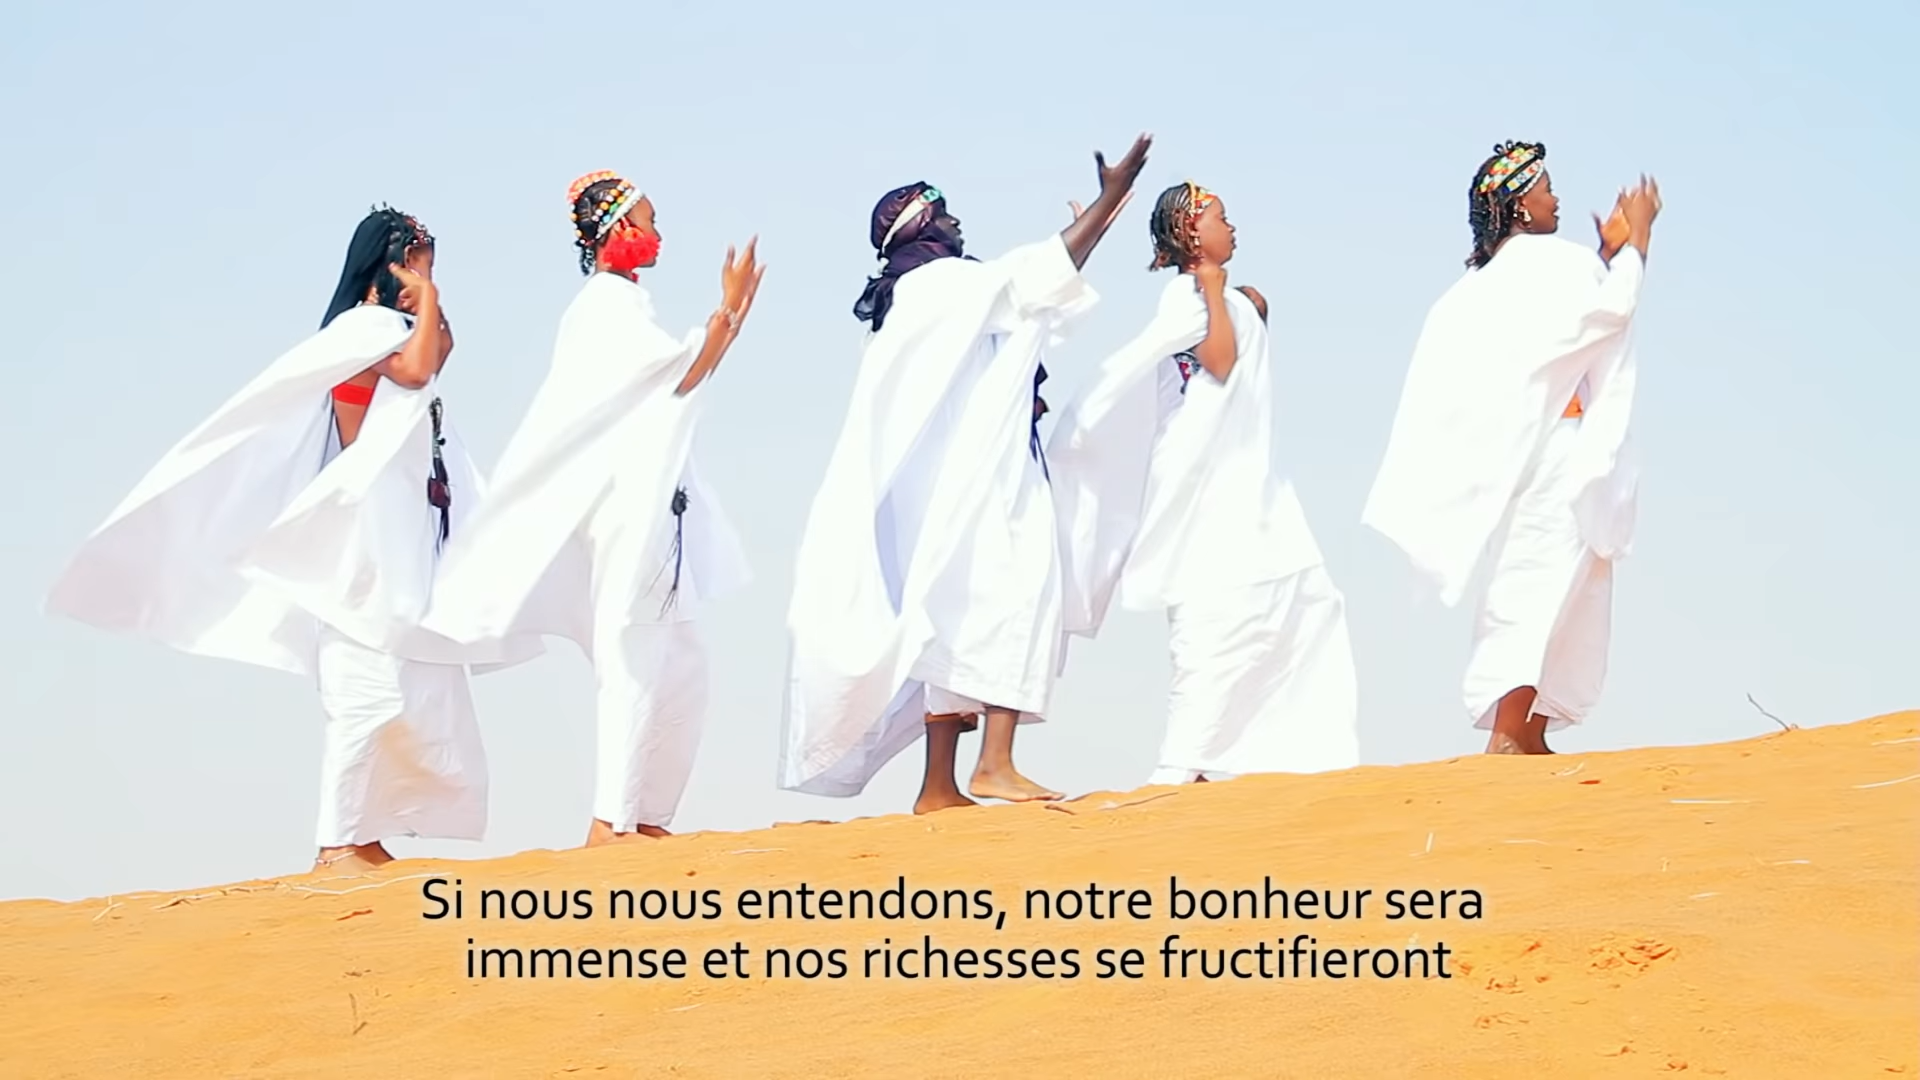 Si nous nous entendons, notre bonheur sera
immense et nos richesses se fructifieront